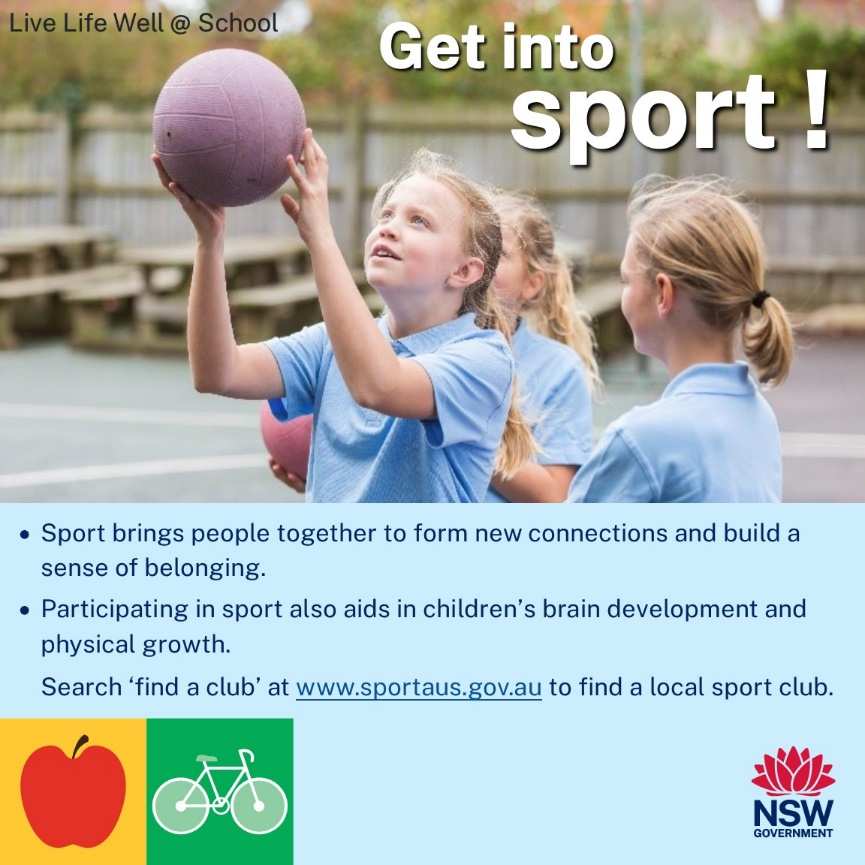 Live Life Well @ School
Get into
sport !
• Sport brings people together to form new connections and build a
sense of belonging.
• Participating in sport also aids in children’s brain development and
physical growth.
Search ‘find a club’ at www.sportaus.gov.au to find a local sport club.
NSW
GOVERNMENT